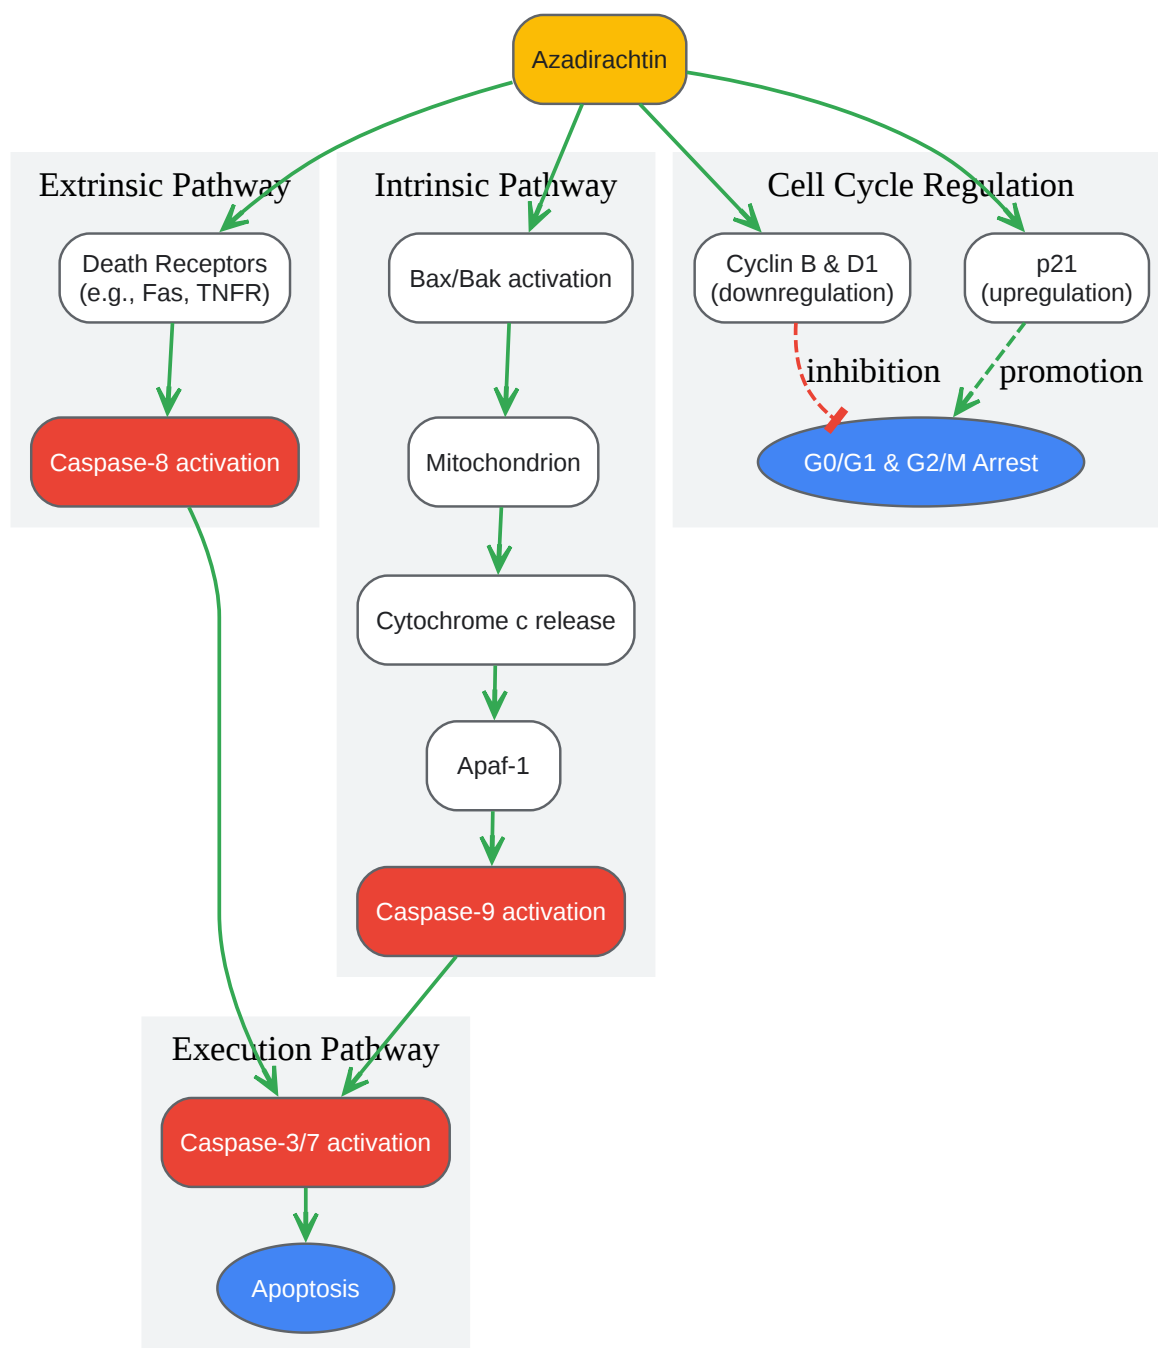 Azadirachtin
Extrinsic Pathway
Intrinsic Pathway
Cell Cycle Regulation
Death Receptors
(e.g., Fas, TNFR)
Bax/Bak activation
Cyclin B & D1
(downregulation)
p21
(upregulation)
inhibition
promotion
Caspase-8 activation
Mitochondrion
G0/G1 & G2/M Arrest
Cytochrome c release
Apaf-1
Caspase-9 activation
Execution Pathway
Caspase-3/7 activation
Apoptosis